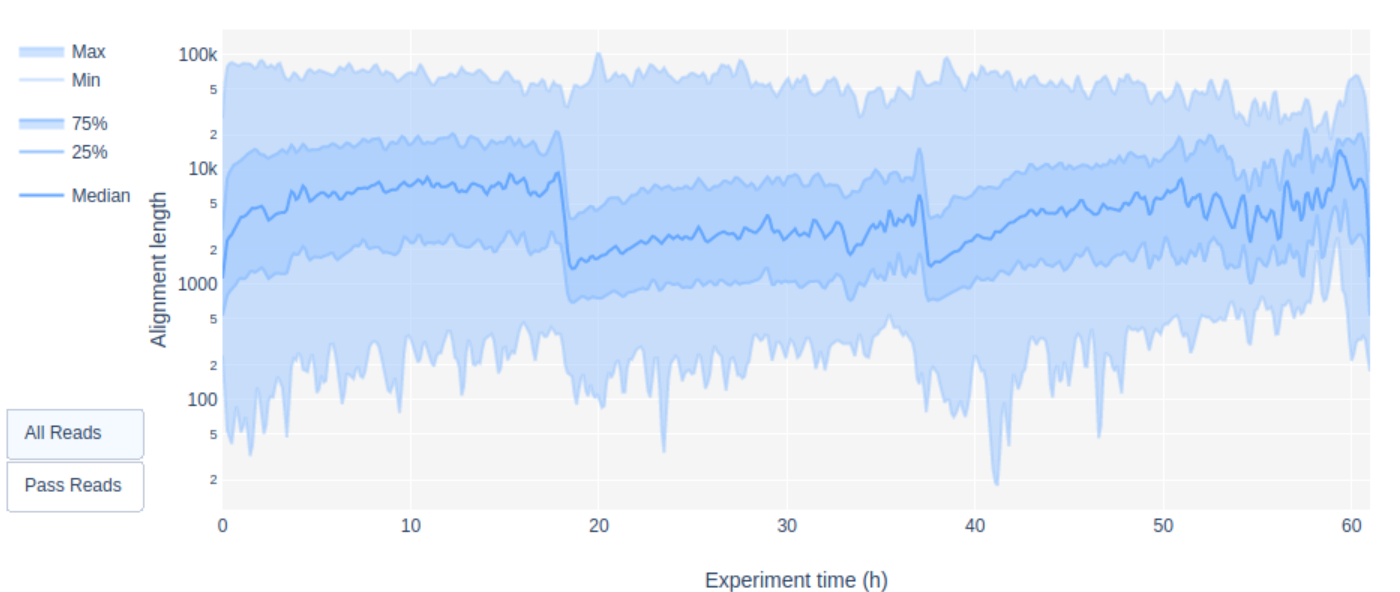 Max
Min
75%
25%
Median
All Reads
Pass Reads
Alignment length
100k
5
2
10k
5
2
1000
5
2
100
5
2
0 10 20 30 40 50 60
Experiment time (h)